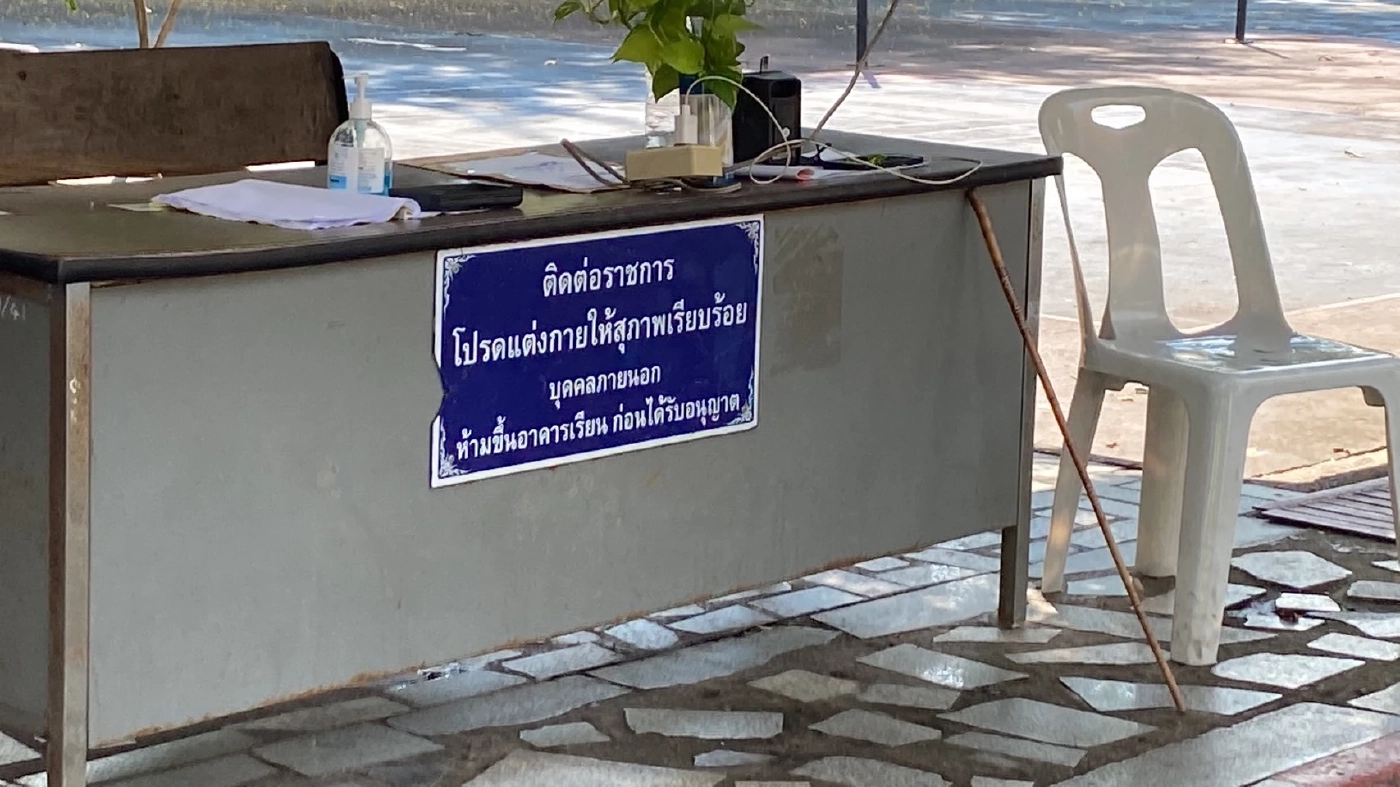 ติดต่อราชการ
โปรดแต่งกายให้สุภาพเรียบร้อย
บุคคลภายนอก
ห้ามขึ้นอาคารเรียน ก่อนได้รับอนุญาต